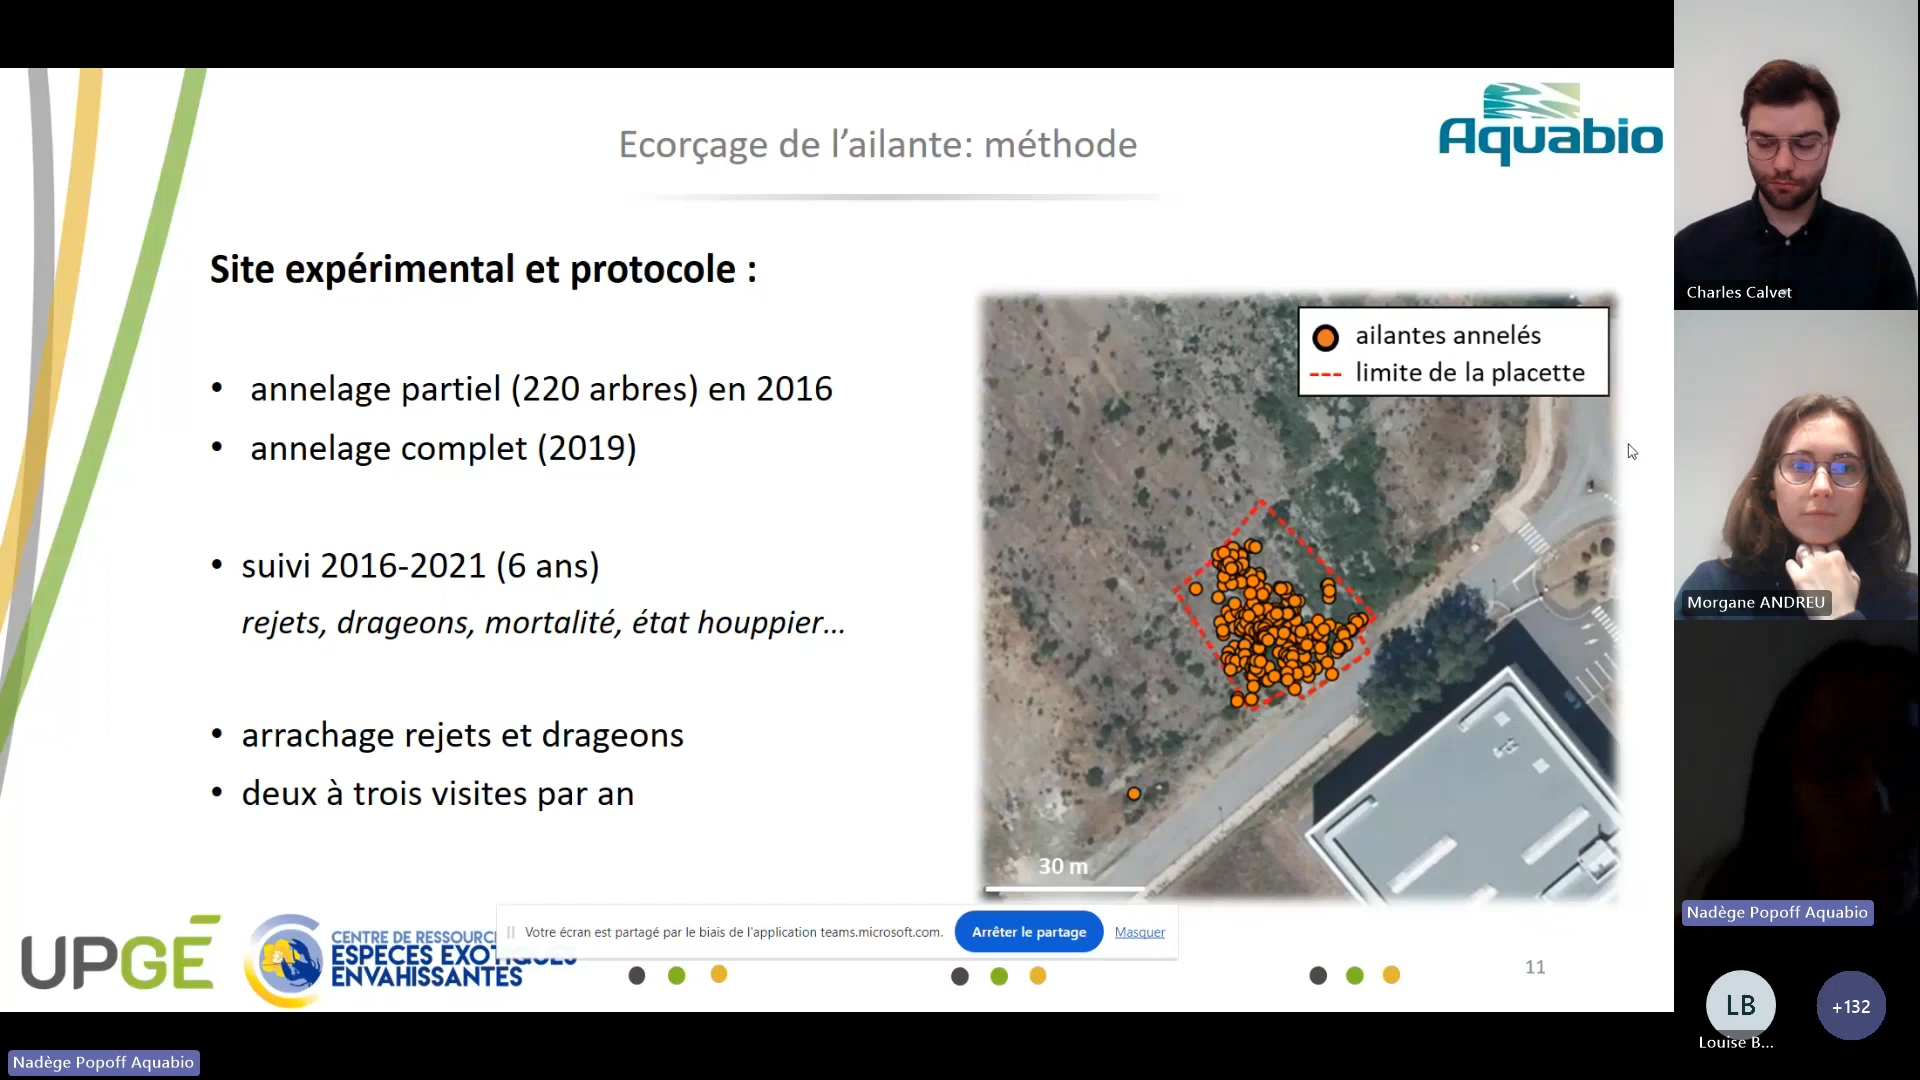 Ecorçage de l’ailante: méthode
Aquabio
Site expérimental et protocole :
• annelage partiel (220 arbres) en 2016
• annelage complet (2019)
• suivi 2016-2021 (6 ans)
rejets, drageons, mortalité, état houppier...
• arrachage rejets et drageons
• deux à trois visites par an
ailantes annelés
limite de la placette
30 m
UPGÉ
CENTRE DE RESSOURC
ESPECES EXOTIQUES
ENVAHISSANTES
Votre écran est partagé par le biais de l'application teams.microsoft.com.
Arrêter le partage
Masquer
11
Charles Calvet
Morgane ANDREU
Nadège Popoff Aquabio
LB
+132
Louise B...
Nadège Popoff Aquabio